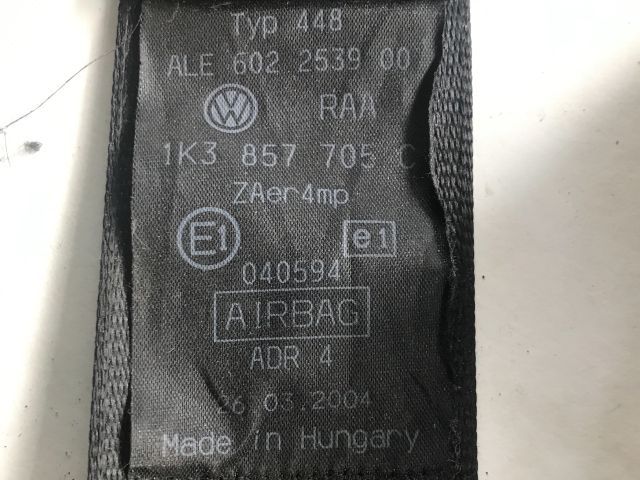 Typ 448
ALE 602 2539 00
RAA
1K3 857 705 C
ZAer4mp
E1 e1
040594
AIRBAG
ADR 4
26 03.2004
Made in Hungary